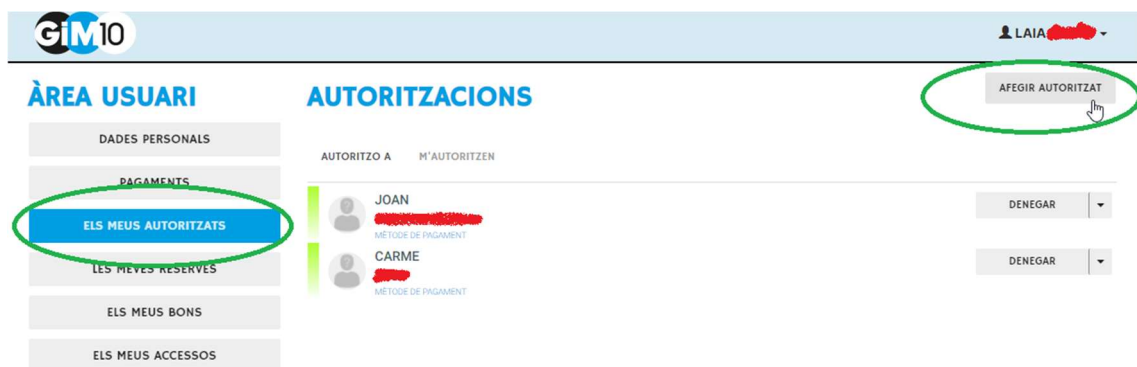 GiM10
LAIA
ÀREA USUARI
AUTORITZACIONS
AFEGIR AUTORITZAT
DADES PERSONALS
PAGAMENTS
ELS MEUS AUTORITZATS
LES MEVES RESERVES
ELS MEUS BONS
ELS MEUS ACCESSOS
AUTORITZO A M'AUTORITZEN
JOAN
MÈTODE DE PAGAMENT
DENEGAR
CARME
MÈTODE DE PAGAMENT
DENEGAR